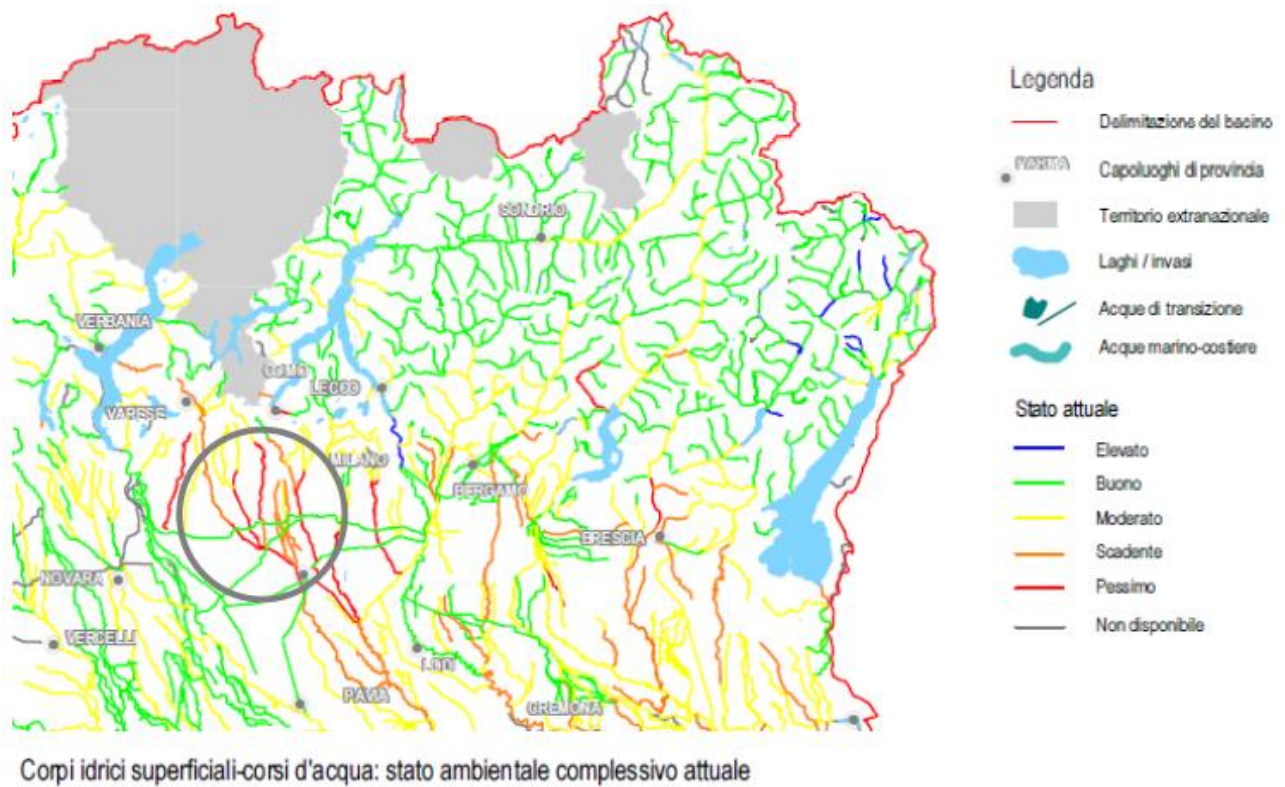 SONDRIO
VERBANIA
COMO
LECCO
VARESE
MILANO
BERGAMO
BRESCIA
NOVARA
VERCELLI
LODI
PAVIA
CREMONA
Legenda
Delimitazione del bacino
PARMA
Capoluoghi di provincia
Territorio extranazionale
Laghi / invasi
Acque di transizione
Acque marino-costiere
Stato attuale
Elevato
Buono
Moderato
Scadente
Pessimo
Non disponibile
Corpi idrici superficiali-corsi d'acqua: stato ambientale complessivo attuale